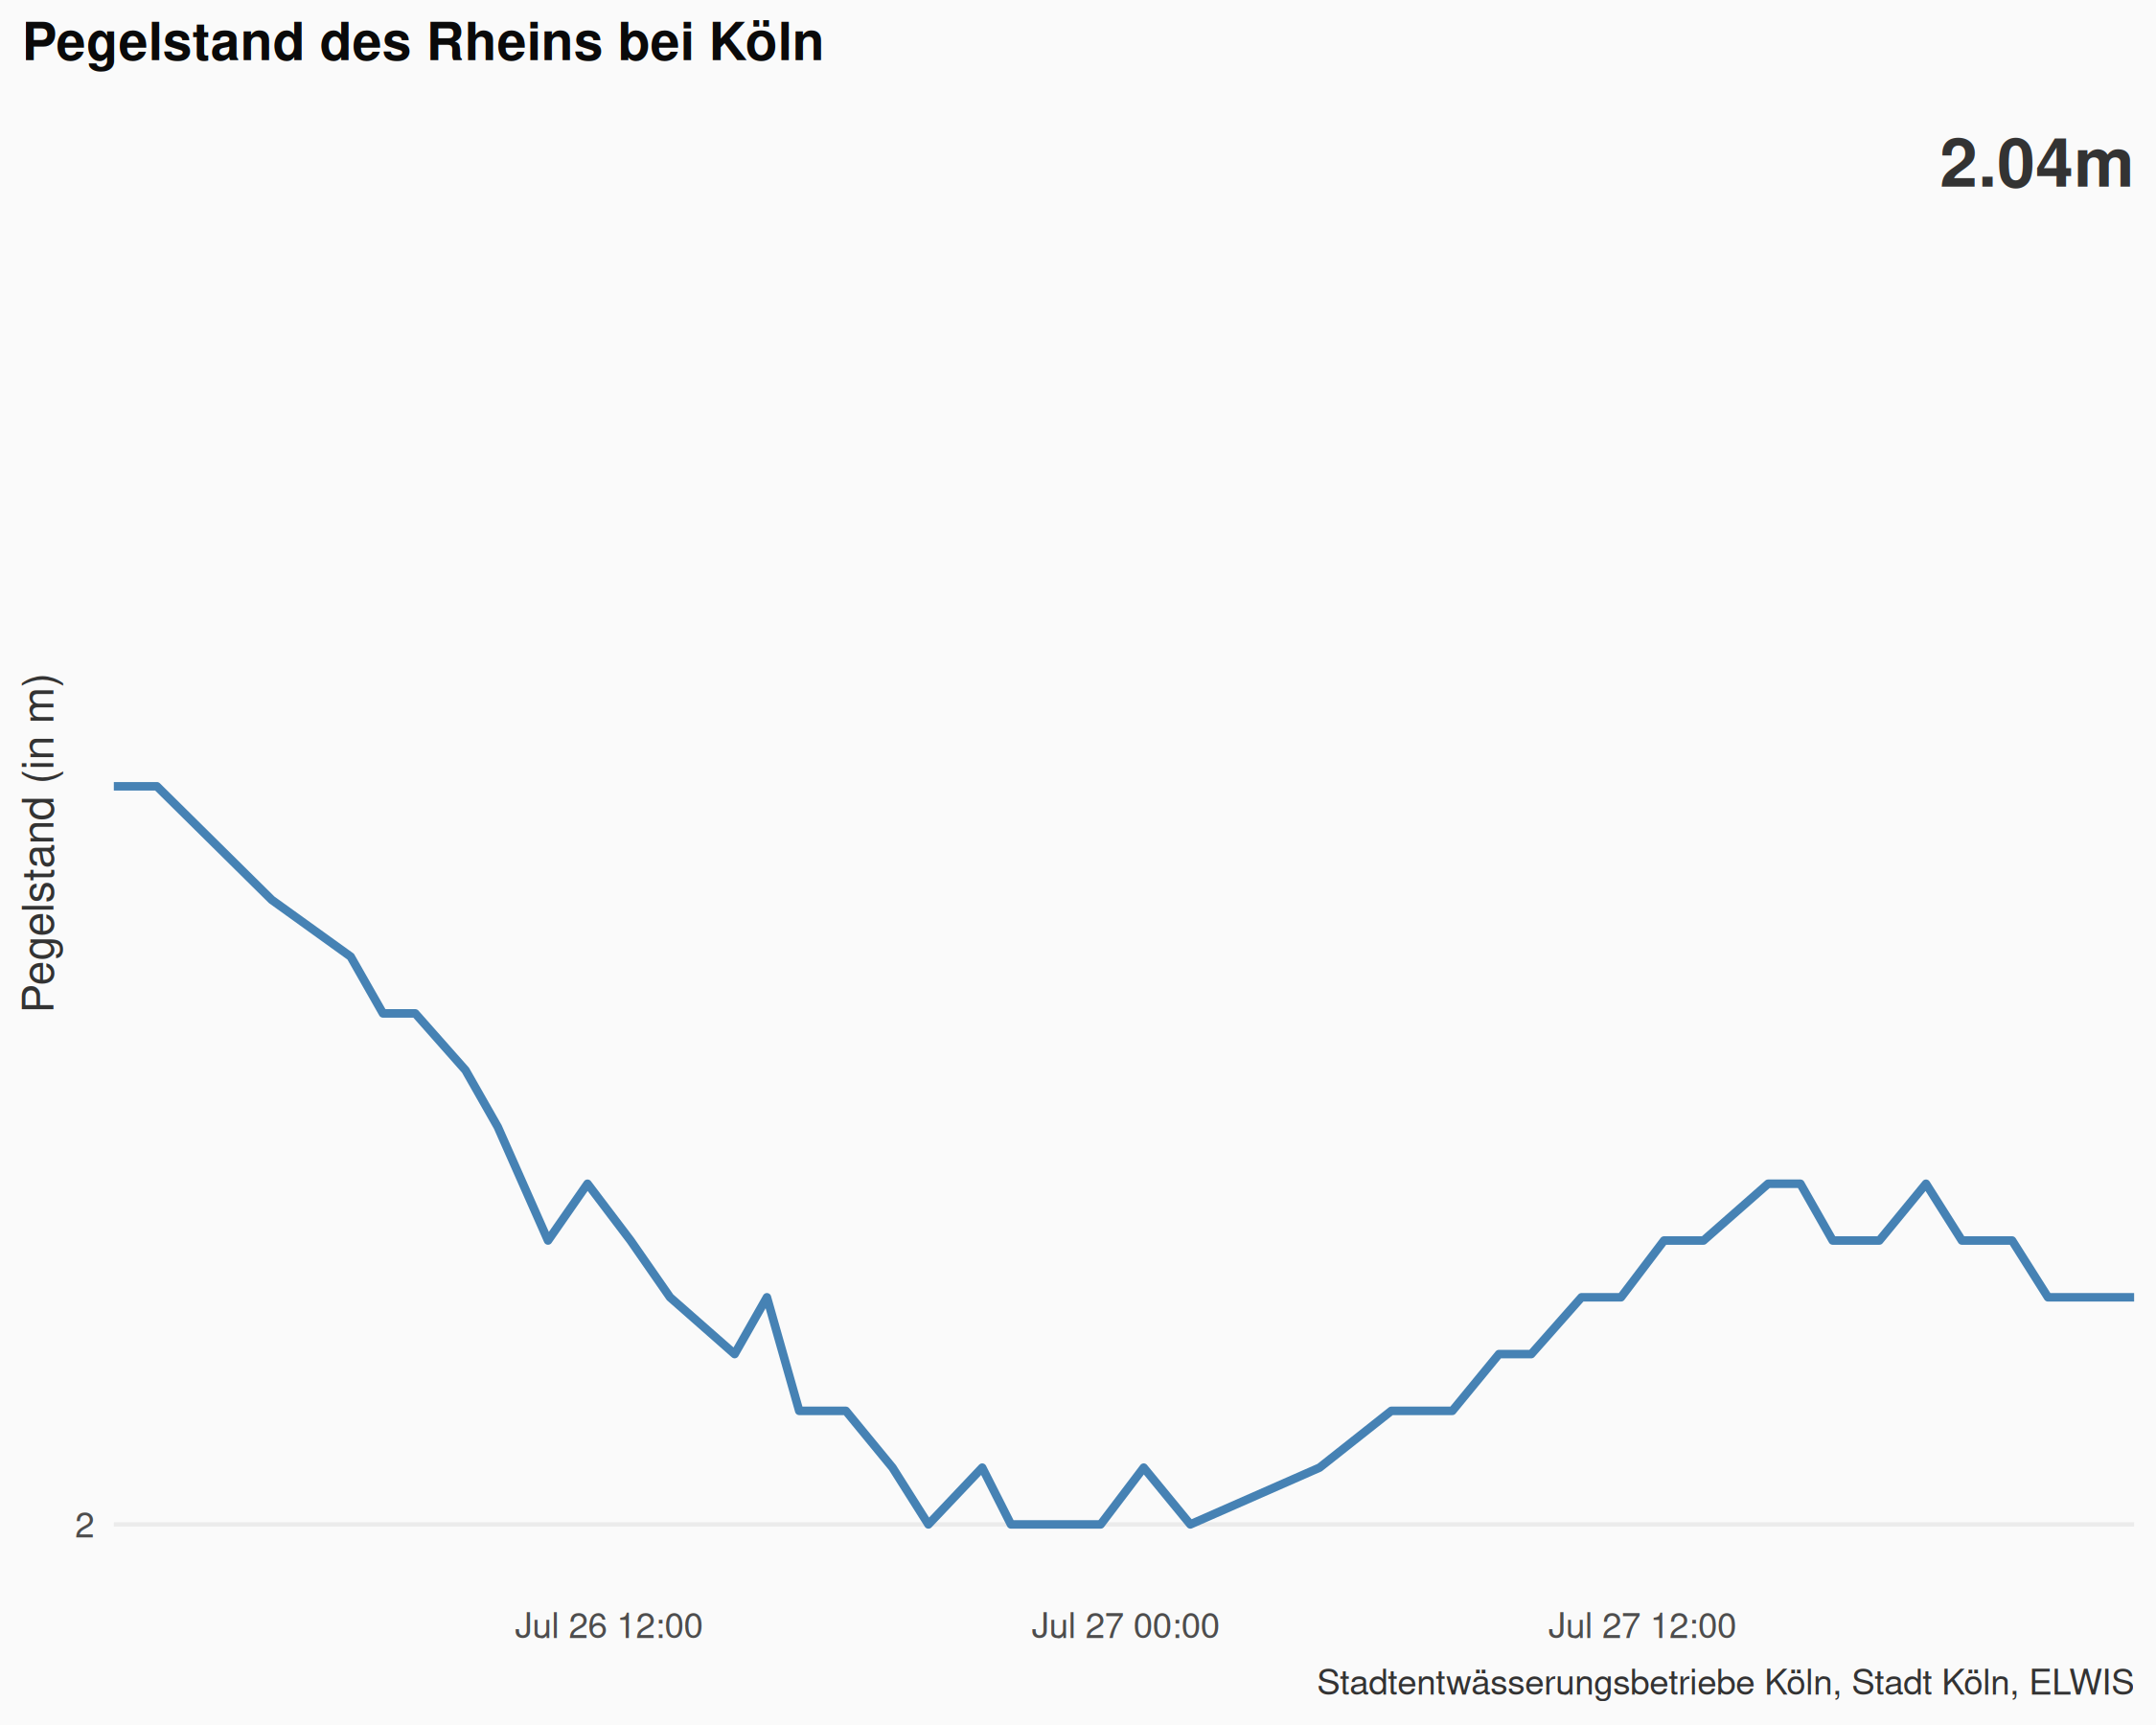 Pegelstand des Rheins bei Köln
2.04m
Pegelstand (in m)
2
Jul 26 12:00
Jul 27 00:00
Jul 27 12:00
Stadtentwässerungsbetriebe Köln, Stadt Köln, ELWIS